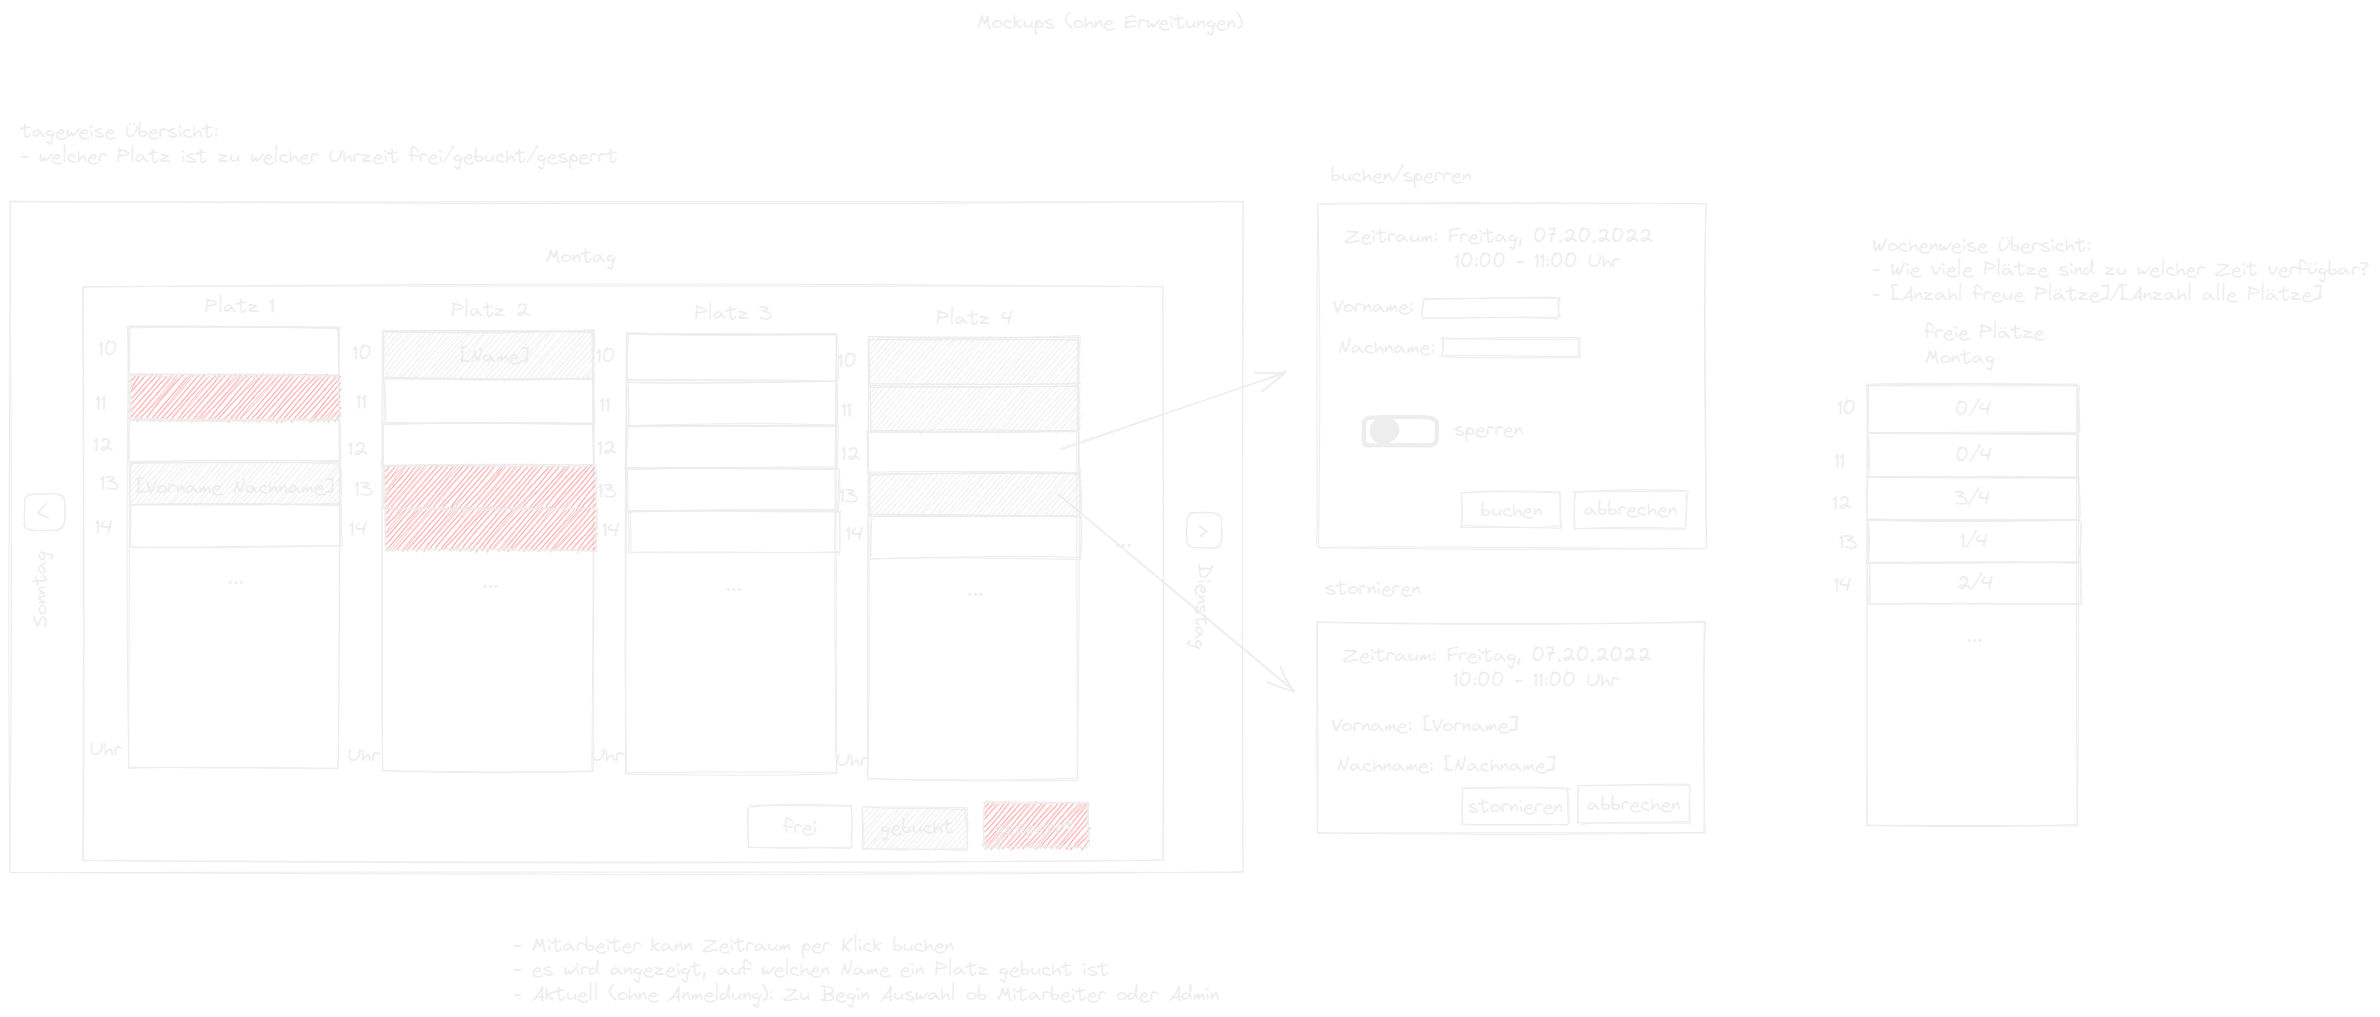 Mockups (ohne Erweitungen)
tageweise Übersicht:
- welcher Platz ist zu welcher Uhrzeit frei/gebucht/gesperrt
Montag
Platz 1
10
11
12
13 [Vorname Nachname]
14
...
Uhr
Platz 2
10 [Name]
11
12
13
14
...
Uhr
Platz 3
10
11
12
13
14
...
Uhr
Platz 4
10
11
12
13
14
...
Uhr
...
<
Sonntag
>
Dienstag
frei
gebucht
buchen/sperren
Zeitraum: Freitag, 07.20.2022
10:00 - 11:00 Uhr
Vorname:
Nachname:
sperren
buchen
abbrechen
stornieren
Zeitraum: Freitag, 07.20.2022
10:00 - 11:00 Uhr
Vorname: [Vorname]
Nachname: [Nachname]
stornieren
abbrechen
Wochenweise Übersicht:
- Wie viele Plätze sind zu welcher Zeit verfügbar?
- [Anzahl freue Plätze]/[Anzahl alle Plätze]
freie Plätze
Montag
10 0/4
11 0/4
12 3/4
13 1/4
14 2/4
...
- Mitarbeiter kann Zeitraum per Klick buchen
- es wird angezeigt, auf welchen Name ein Platz gebucht ist
- Aktuell (ohne Anmeldung): Zu Begin Auswahl ob Mitarbeiter oder Admin